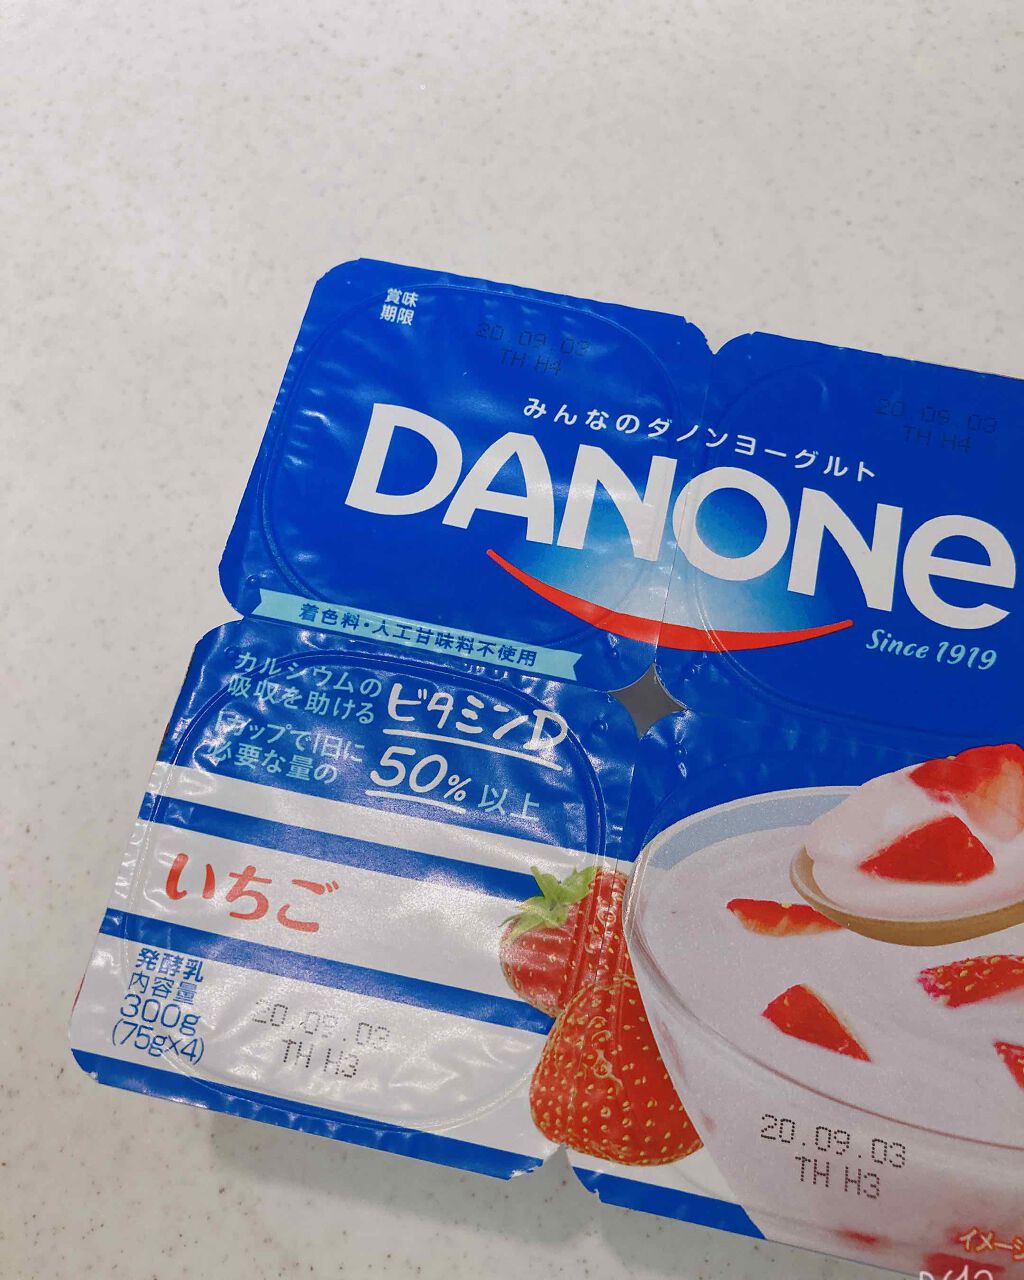 賞味
期限
20.09.03
TH H4
20.09.03
TH H4
みんなのダノンヨーグルト
DANONE
Since 1919
着色料・人工甘味料不使用
カルシウムの
吸収を助ける ビタミンD
1カップで1日に
必要な量の 50%以上
いちご
発酵乳
内容量
300g
(75g×4)
20.09.03
TH H3
20.09.03
TH H3
イメージ